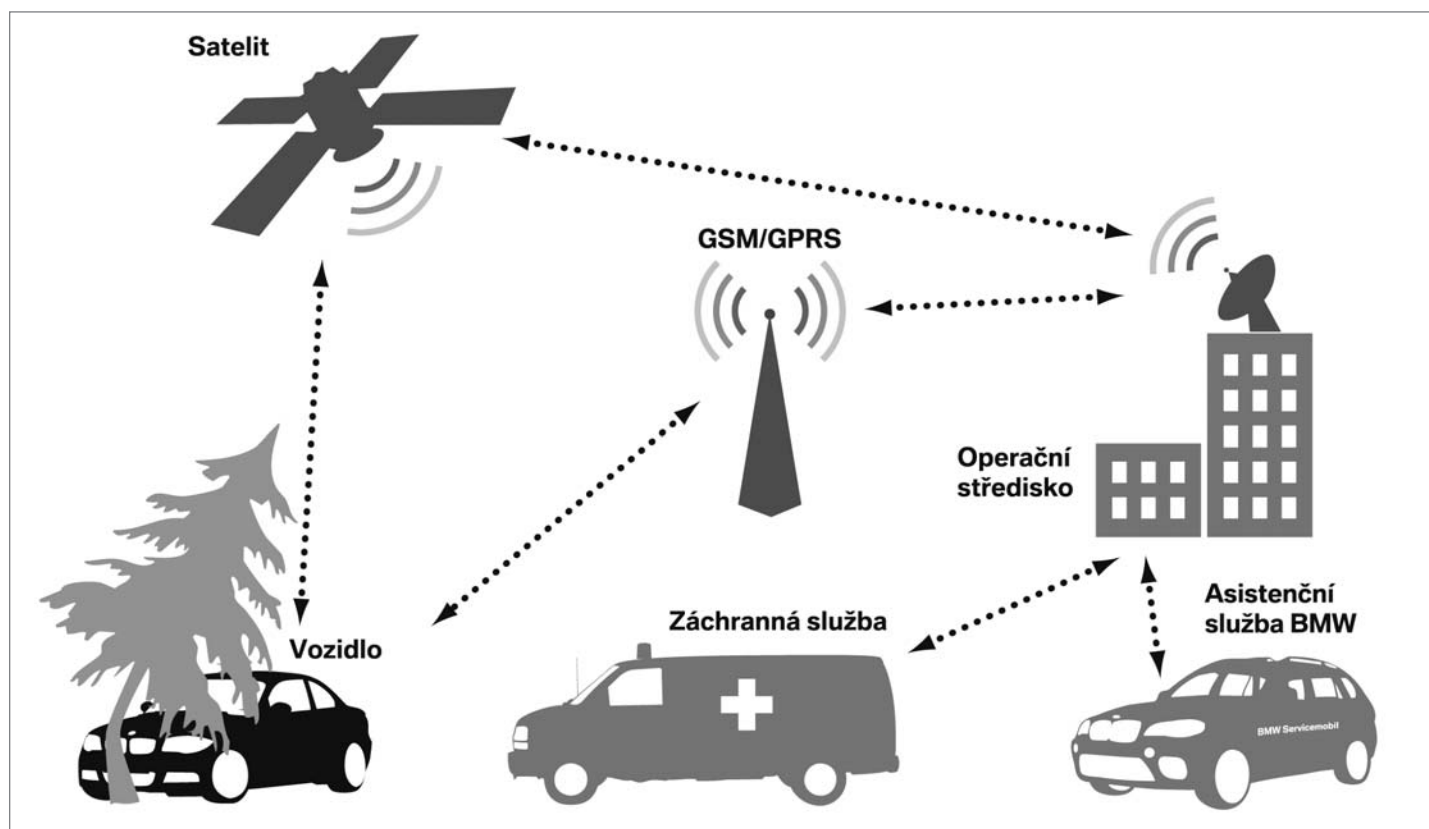 Satelit
GSM/GPRS
Operační
středisko
Asistenční
služba BMW
Záchranná služba
Vozidlo
BMW Servicemobil